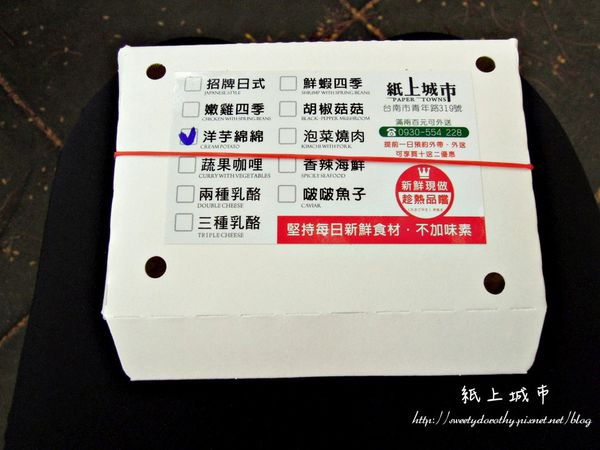 招牌日式
JAPANESE STYLE
嫩雞四季
CHICKEN WITH SPRING BEANS
洋芋綿綿
CREAM POTATO
蔬果咖哩
CURRY WITH VEGETABLES
兩種乳酪
DOUBLE CHEESE
三種乳酪
TRIPLE CHEESE
鮮蝦四季
SHRIMP WITH SPRING BEANS
胡椒菇菇
BLACK PEPPER MUSHROOM
泡菜燒肉
KIMCHI WITH PORK
香辣海鮮
SPICY SEAFOOD
啵啵魚子
CAVIAR
紙上城市
PAPER TOWNS
台南市青年路319號
滿兩百元可外送
0930-554 228
提前一日預約外帶、外送
可享買十送二優惠
新鮮現做
趁熱品嚐
堅持每日新鮮食材·不加味素
紙上城市
http://sweetydorothy.pixnet.net/blog